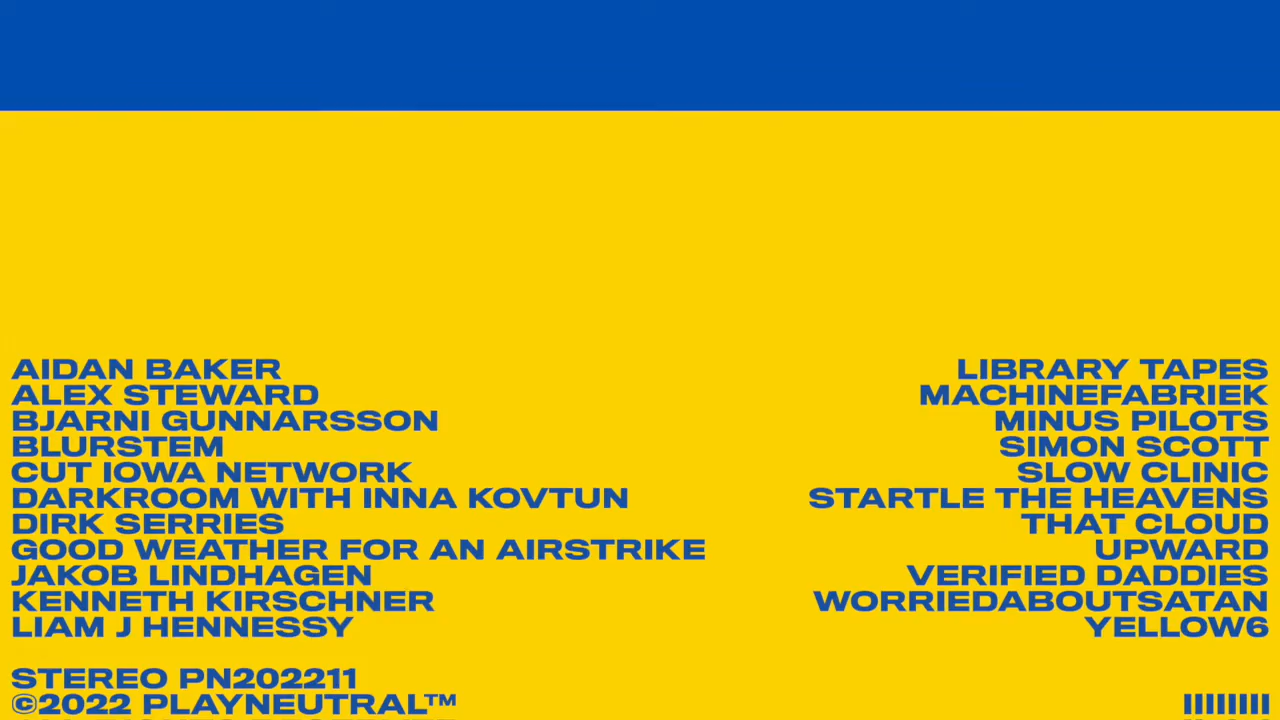 AIDAN BAKER
ALEX STEWARD
BJARNI GUNNARSSON
BLURSTEM
CUT IOWA NETWORK
DARKROOM WITH INNA KOVTUN
DIRK SERRIES
GOOD WEATHER FOR AN AIRSTRIKE
JAKOB LINDHAGEN
KENNETH KIRSCHNER
LIAM J HENNESSY
LIBRARY TAPES
MACHINEFABRIEK
MINUS PILOTS
SIMON SCOTT
SLOW CLINIC
STARTLE THE HEAVENS
THAT CLOUD
UPWARD
VERIFIED DADDIES
WORRIEDABOUTSATAN
YELLOW6
STEREO PN202211
©2022 PLAYNEUTRAL™